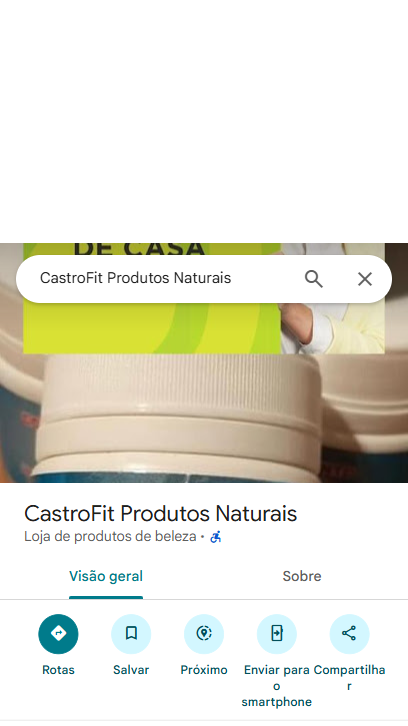 DE CASA
CastroFit Produtos Naturais
CastroFit Produtos Naturais
Loja de produtos de beleza ·
Visão geral
Sobre
Rotas
Salvar
Próximo
Enviar para
o
smartphone
Compartilha
r